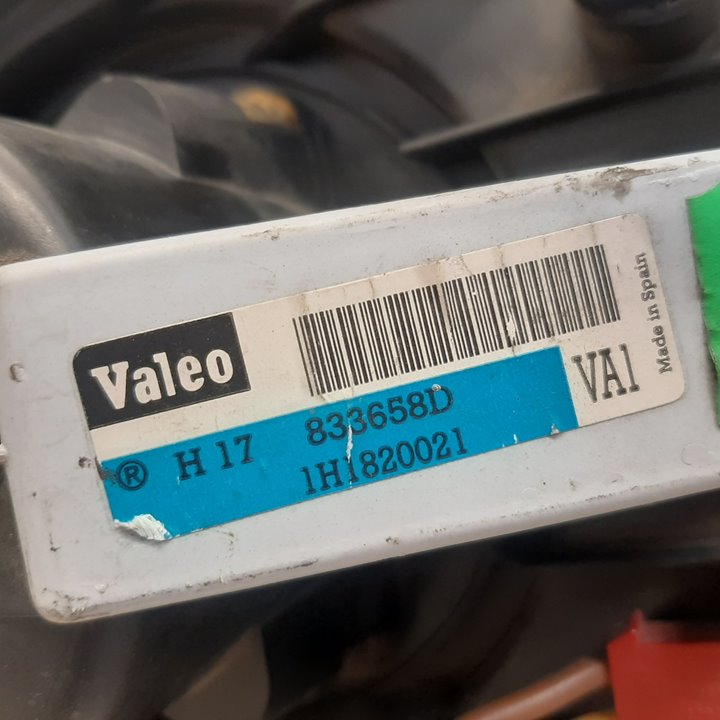 Valeo
® H 17 833658D
1H1820021
VA1
Made in Spain